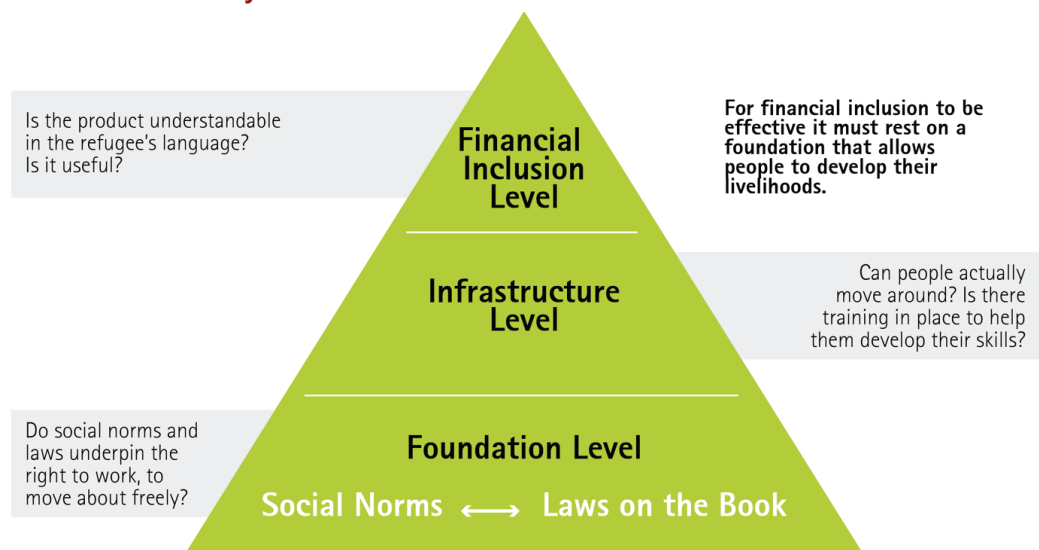 Is the product understandable
in the refugee's language?
Is it useful?
Financial
Inclusion
Level
For financial inclusion to be
effective it must rest on a
foundation that allows
people to develop their
livelihoods.
Infrastructure
Level
Can people actually
move around? Is there
training in place to help
them develop their skills?
Do social norms and
laws underpin the
right to work, to
move about freely?
Foundation Level
Social Norms ⟷ Laws on the Book